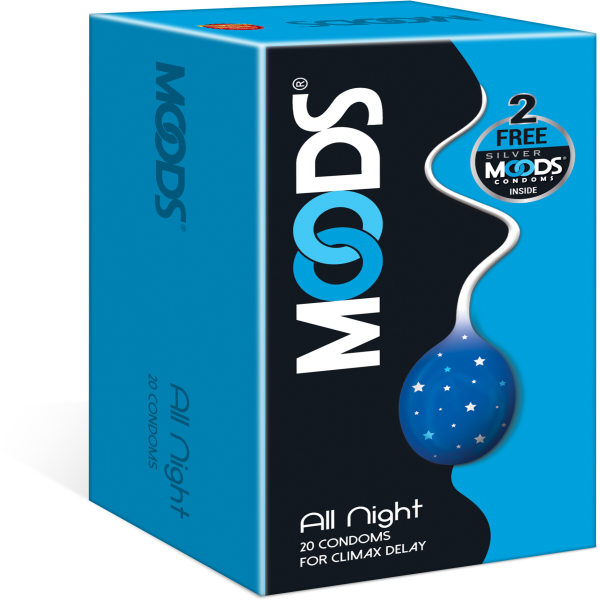 MOODS®
2
FREE
SILVER
MOODS®
CONDOMS
INSIDE
All Night
20 CONDOMS
FOR CLIMAX DELAY
MOODS®
All Night
20 CONDOMS
MOODS